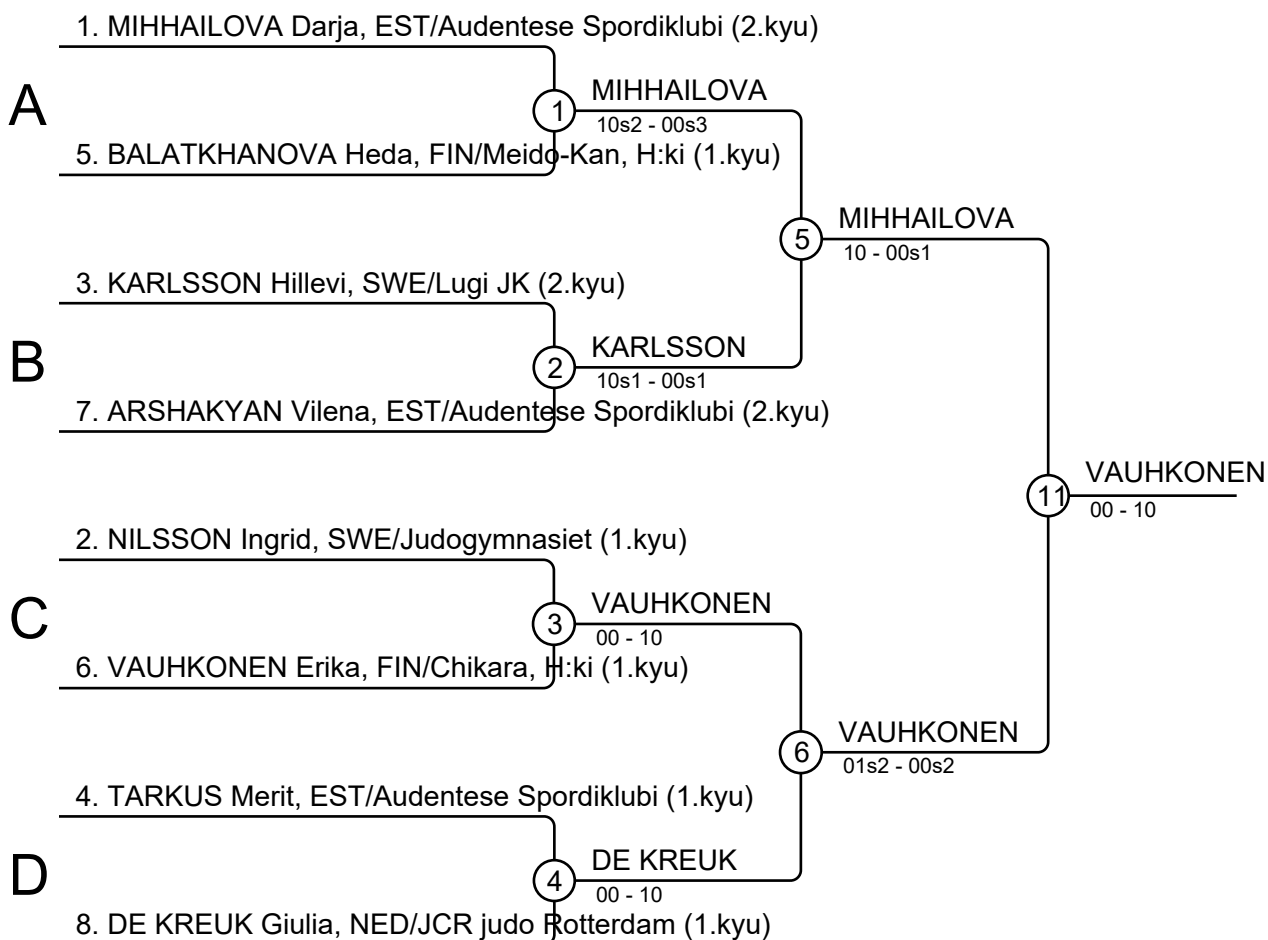 1. MIHHAILOVA Darja, EST/Audentese Spordiklubi (2.kyu)
A
1
MIHHAILOVA
10s2 - 00s3
5. BALATKHANOVA Heda, FIN/Meido-Kan, H:ki (1.kyu)
5
MIHHAILOVA
10 - 00s1
3. KARLSSON Hillevi, SWE/Lugi JK (2.kyu)
B
2
KARLSSON
10s1 - 00s1
7. ARSHAKYAN Vilena, EST/Audentese Spordiklubi (2.kyu)
11
VAUHKONEN
00 - 10
2. NILSSON Ingrid, SWE/Judogymnasiet (1.kyu)
C
3
VAUHKONEN
00 - 10
6. VAUHKONEN Erika, FIN/Chikara, H:ki (1.kyu)
6
VAUHKONEN
01s2 - 00s2
4. TARKUS Merit, EST/Audentese Spordiklubi (1.kyu)
D
4
DE KREUK
00 - 10
8. DE KREUK Giulia, NED/JCR judo Rotterdam (1.kyu)